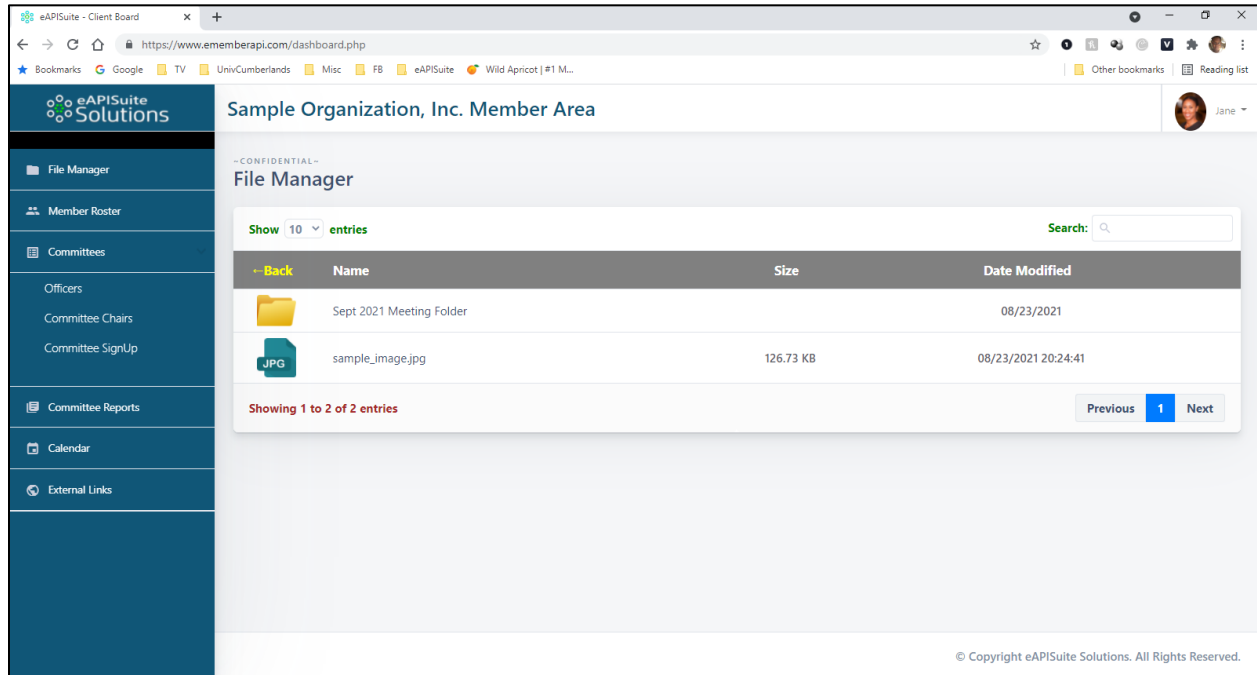 eAPISuite - Client Board
https://www.ememberapi.com/dashboard.php
Bookmarks Google TV UnivCumberlands Misc FB eAPISuite Wild Apricot | #1 M... Other bookmarks Reading list
eAPISuite
Solutions
Sample Organization, Inc. Member Area
Jane
~CONFIDENTIAL~
File Manager
File Manager
Member Roster
Committees
Officers
Committee Chairs
Committee SignUp
Committee Reports
Calendar
External Links
Show 10 entries Search:
←Back Name Size Date Modified
Sept 2021 Meeting Folder 08/23/2021
JPG sample_image.jpg 126.73 KB 08/23/2021 20:24:41
Showing 1 to 2 of 2 entries Previous 1 Next
© Copyright eAPISuite Solutions. All Rights Reserved.